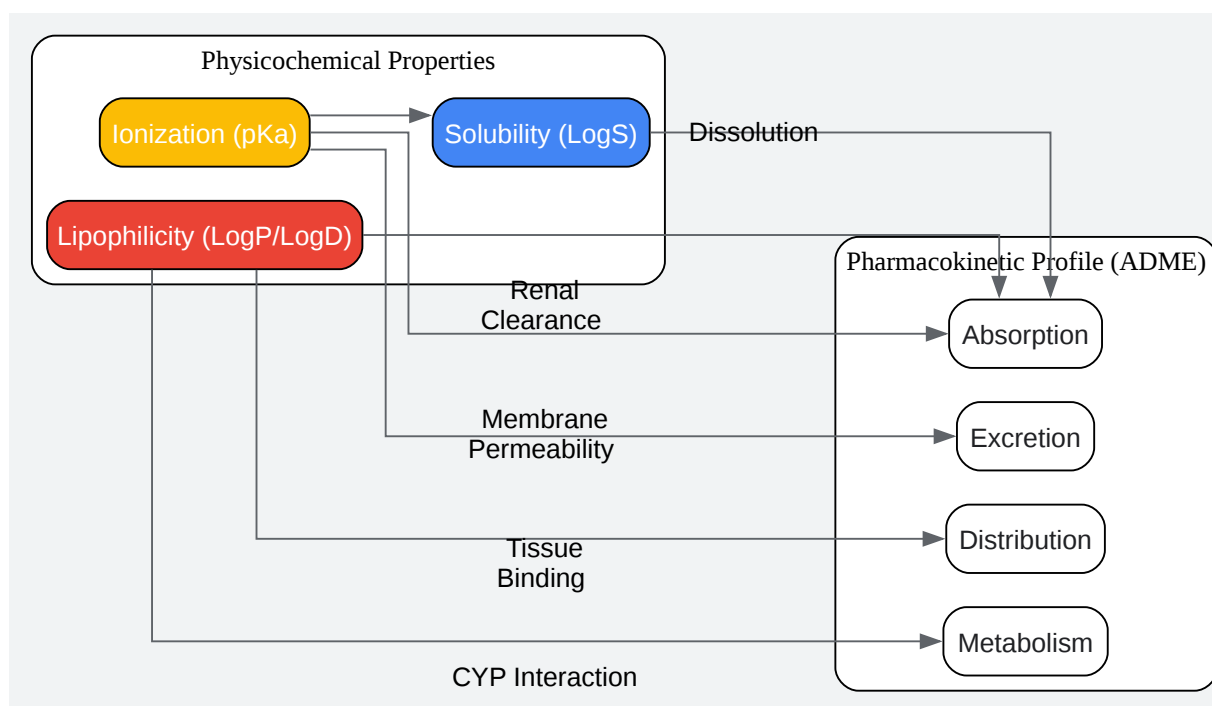 Physicochemical Properties
Ionization (pKa)
Solubility (LogS)
Dissolution
Lipophilicity (LogP/LogD)
Pharmacokinetic Profile (ADME)
Renal
Clearance
Absorption
Membrane
Permeability
Excretion
Tissue
Binding
Distribution
Metabolism
CYP Interaction